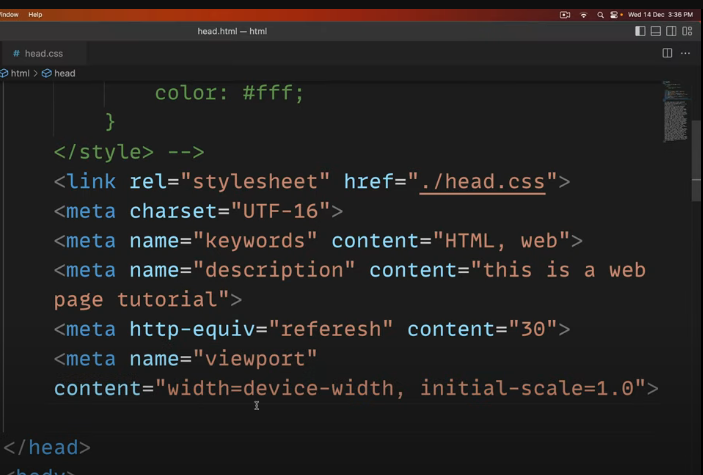 indow Help Wed 14 Dec 3:36 PM
head.html — html
# head.css
html > head
color: #fff;
}
</style> -->
<link rel="stylesheet" href="./head.css">
<meta charset="UTF-16">
<meta name="keywords" content="HTML, web">
<meta name="description" content="this is a web
page tutorial">
<meta http-equiv="referesh" content="30">
<meta name="viewport"
content="width=device-width, initial-scale=1.0">
</head>
<body>